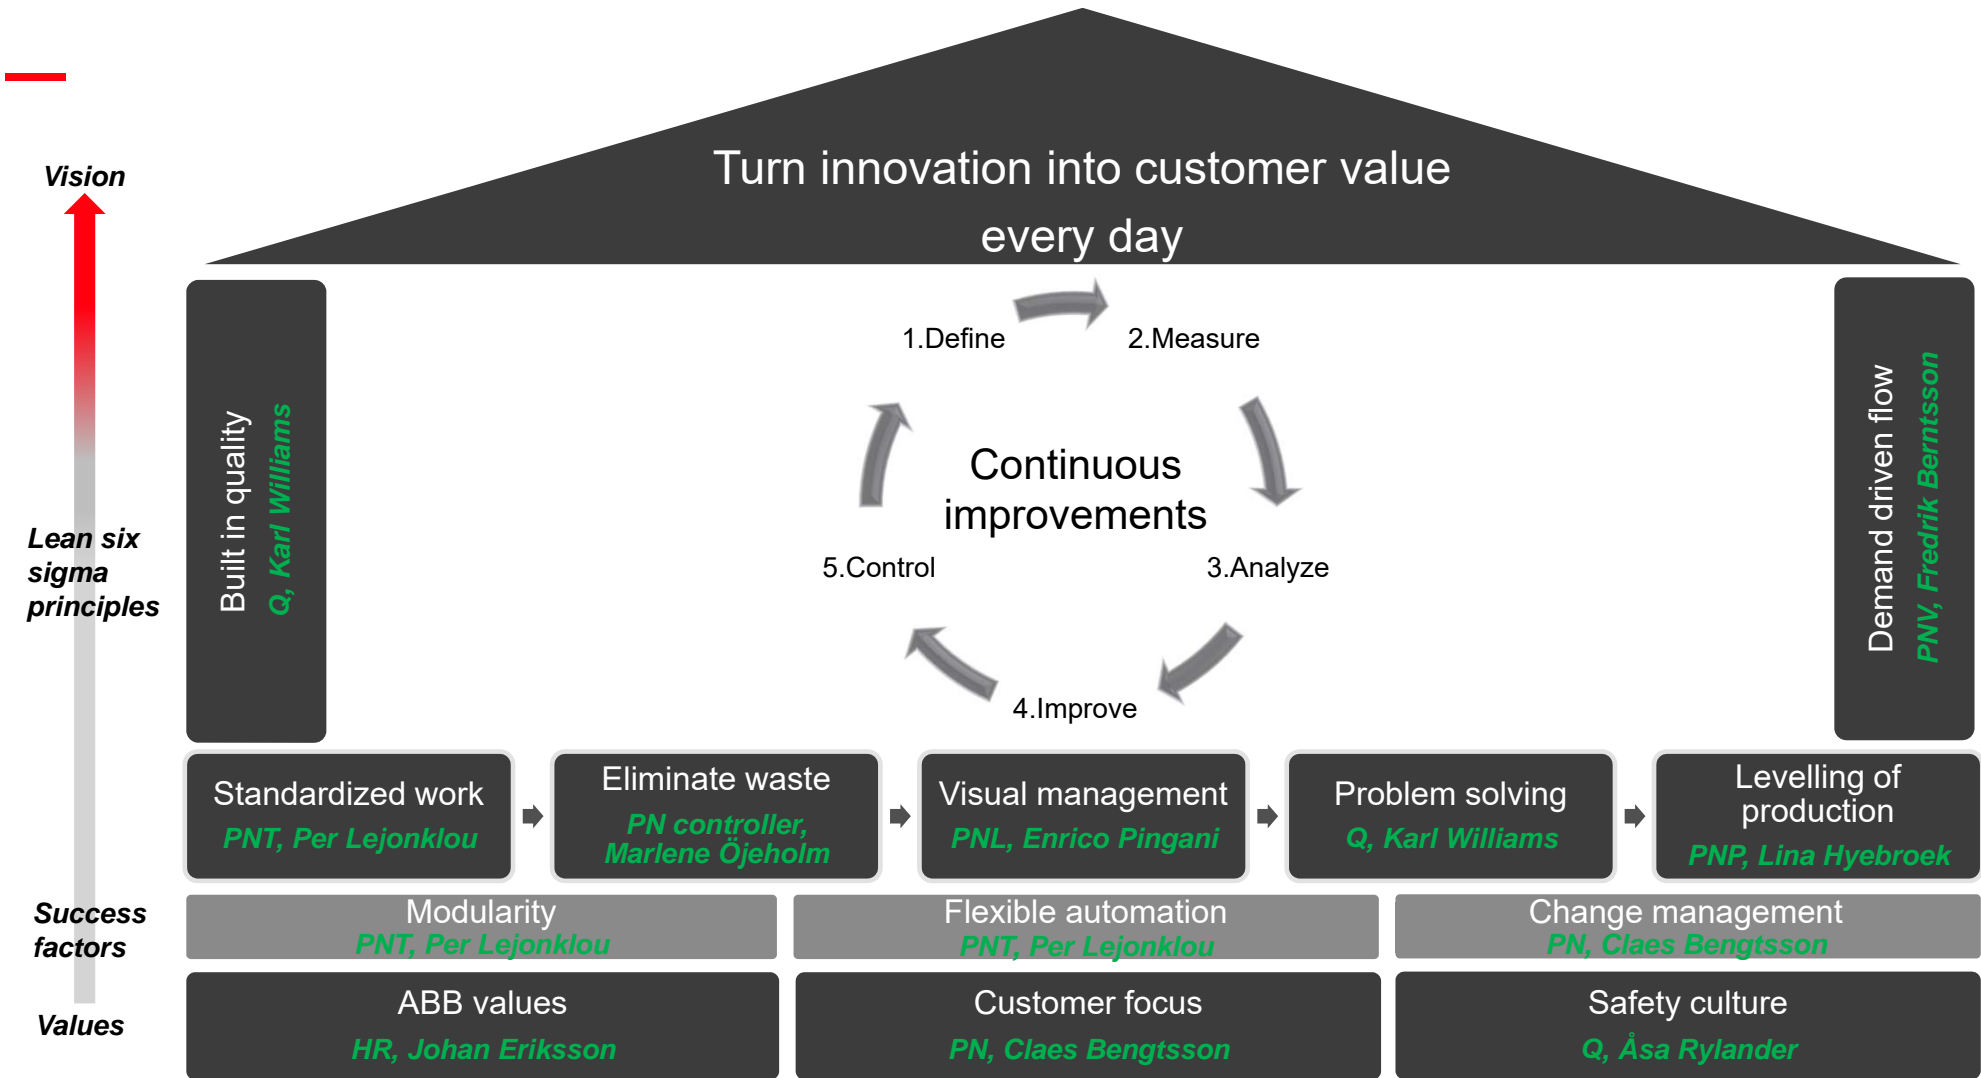 Turn innovation into customer value
every day
Vision
Lean six
sigma
principles
Success
factors
Values
Built in quality
Q, Karl Williams
1.Define
2.Measure
Continuous
improvements
5.Control
3.Analyze
4.Improve
Demand driven flow
PNV, Fredrik Berntsson
Standardized work
PNT, Per Lejonklou
Eliminate waste
PN controller,
Marlene Öjeholm
Visual management
PNL, Enrico Pingani
Problem solving
Q, Karl Williams
Levelling of
production
PNP, Lina Hyebroek
Modularity
PNT, Per Lejonklou
Flexible automation
PNT, Per Lejonklou
Change management
PN, Claes Bengtsson
ABB values
HR, Johan Eriksson
Customer focus
PN, Claes Bengtsson
Safety culture
Q, Åsa Rylander